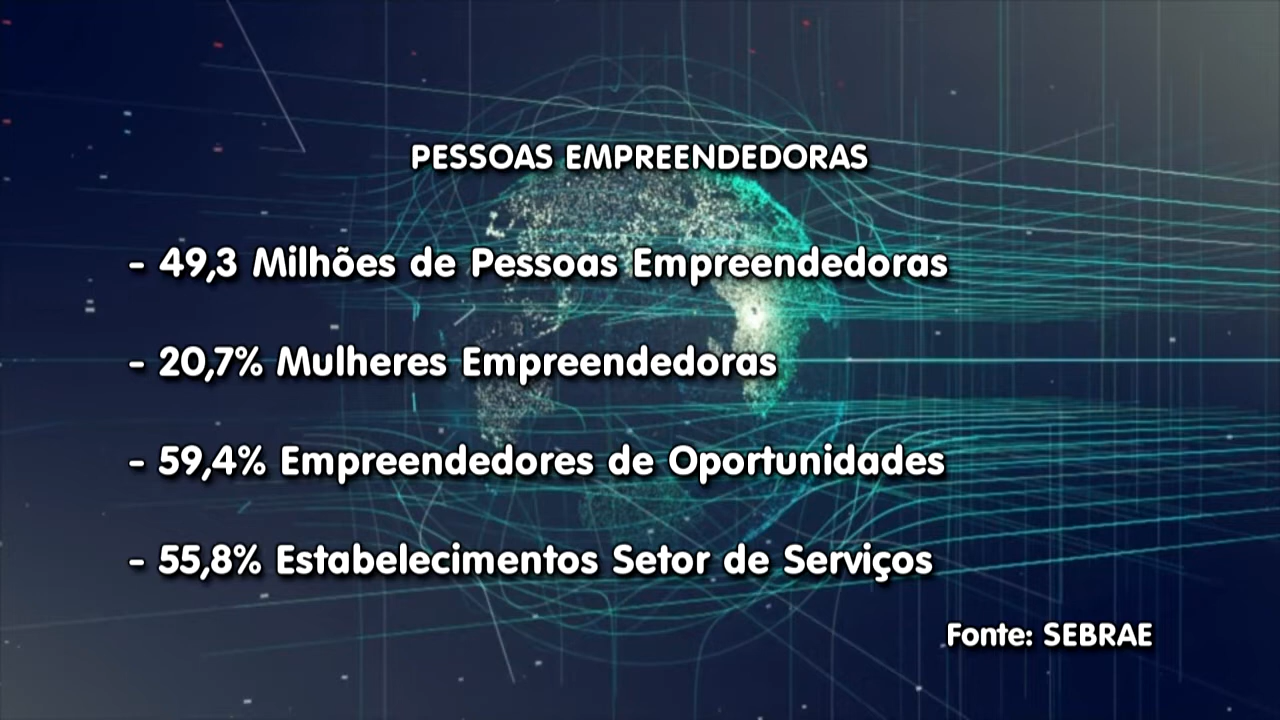 PESSOAS EMPREENDEDORAS
- 49,3 Milhões de Pessoas Empreendedoras
- 20,7% Mulheres Empreendedoras
- 59,4% Empreendedores de Oportunidades
- 55,8% Estabelecimentos Setor de Serviços
Fonte: SEBRAE